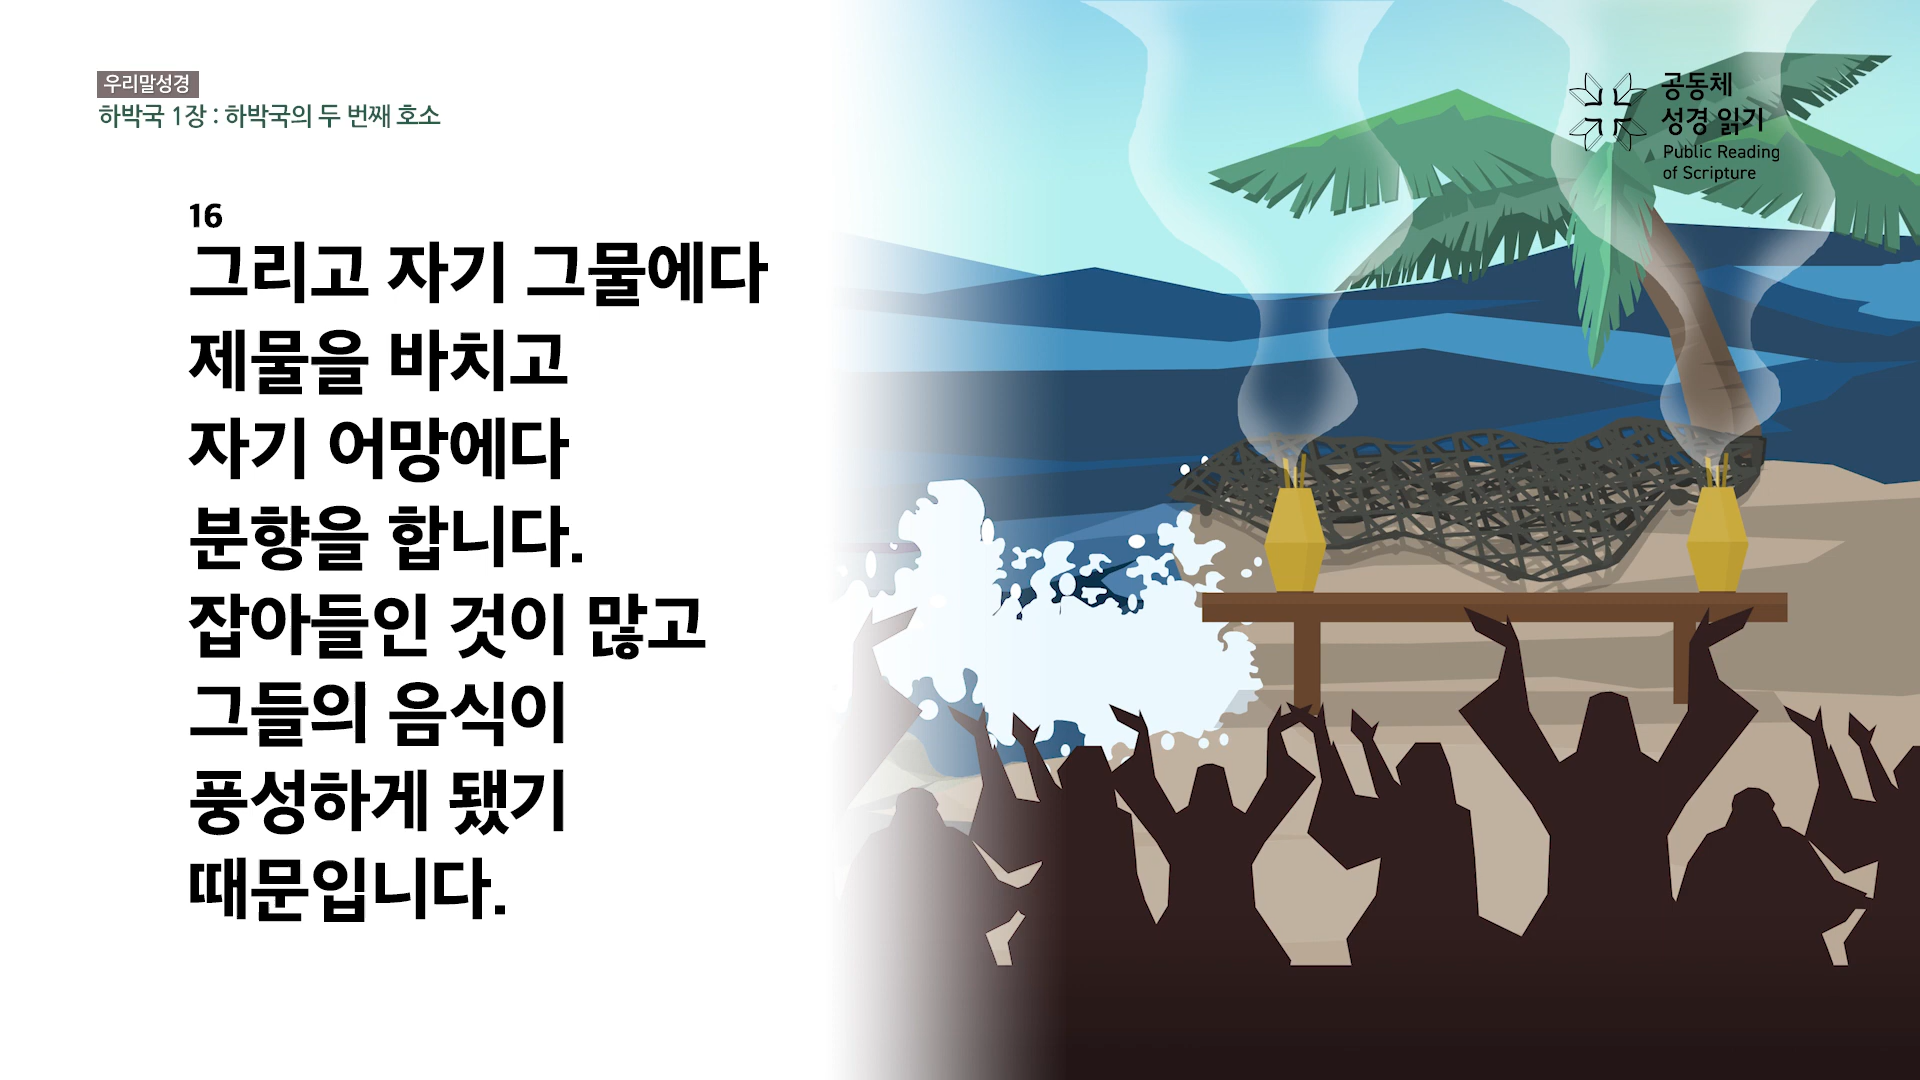 우리말성경
하박국 1장 : 하박국의 두 번째 호소
공동체
성경 읽기
Public Reading
of Scripture
16
그리고 자기 그물에다
제물을 바치고
자기 어망에다
분향을 합니다.
잡아들인 것이 많고
그들의 음식이
풍성하게 됐기
때문입니다.